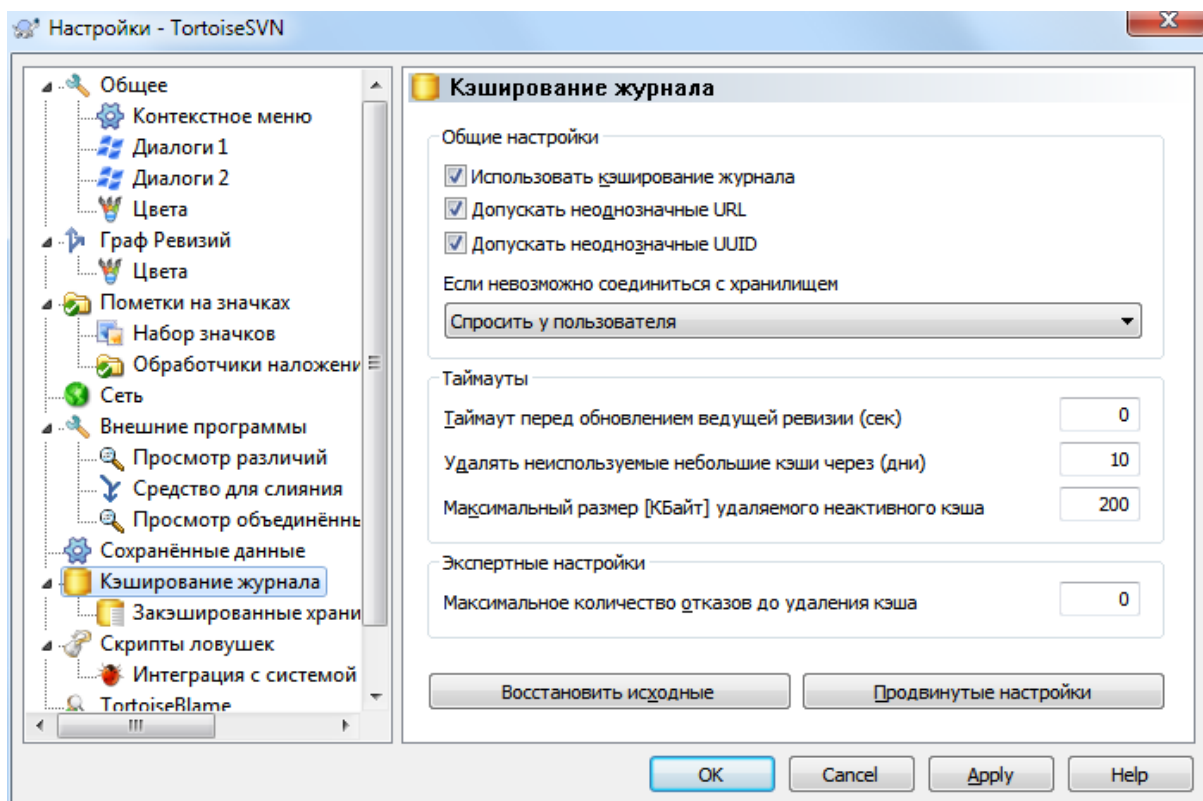 Настройки - TortoiseSVN
Общее
Контекстное меню
Диалоги 1
Диалоги 2
Цвета
Граф Ревизий
Цвета
Пометки на значках
Набор значков
Обработчики наложени
Сеть
Внешние программы
Просмотр различий
Средство для слияния
Просмотр объединённь
Сохранённые данные
Кэширование журнала
Закэшированные храни
Скрипты ловушек
Интеграция с системой
TortoiseBlame
Кэширование журнала
Общие настройки
Использовать кэширование журнала
Допускать неоднозначные URL
Допускать неоднозначные UUID
Если невозможно соединиться с хранилищем
Спросить у пользователя
Таймауты
Таймаут перед обновлением ведущей ревизии (сек) 0
Удалять неиспользуемые небольшие кэши через (дни) 10
Максимальный размер [КБайт] удаляемого неактивного кэша 200
Экспертные настройки
Максимальное количество отказов до удаления кэша 0
Восстановить исходные Продвинутые настройки
OK Cancel Apply Help